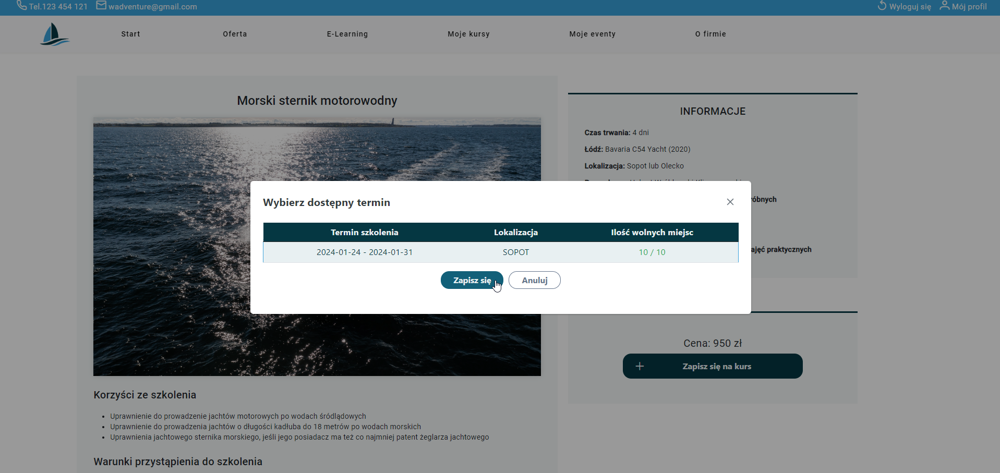 Tel.123 454 121 wadventure@gmail.com Wyloguj się Mój profil
Start Oferta E-Learning Moje kursy Moje eventy O firmie
Morski sternik motorowodny
INFORMACJE
Czas trwania: 4 dni
Łódź: Bavaria C54 Yacht (2020)
Lokalizacja: Sopot lub Olecko
Wybierz dostępny termin
Termin szkolenia Lokalizacja Ilość wolnych miejsc
2024-01-24 - 2024-01-31 SOPOT 10 / 10
praktycznych
Zapisz się Anuluj
Cena: 950 zł
Zapisz się na kurs
Korzyści ze szkolenia
Uprawnienie do prowadzenie jachtów motorowych po wodach śródlądowych
Uprawnienie do prowadzenia jachtów o długości kadłuba do 18 metrów po wodach morskich
Uprawnienia jachtowego sternika morskiego, jeśli jego posiadacz ma też co najmniej patent żeglarza jachtowego
Warunki przystąpienia do szkolenia